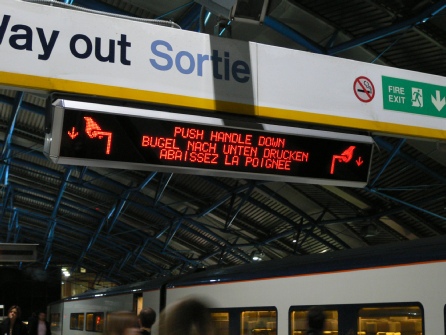 Way out Sortie
FIRE
EXIT
PUSH HANDLE DOWN
BUGEL NACH UNTEN DRUCKEN
ABAISSEZ LA POIGNEE